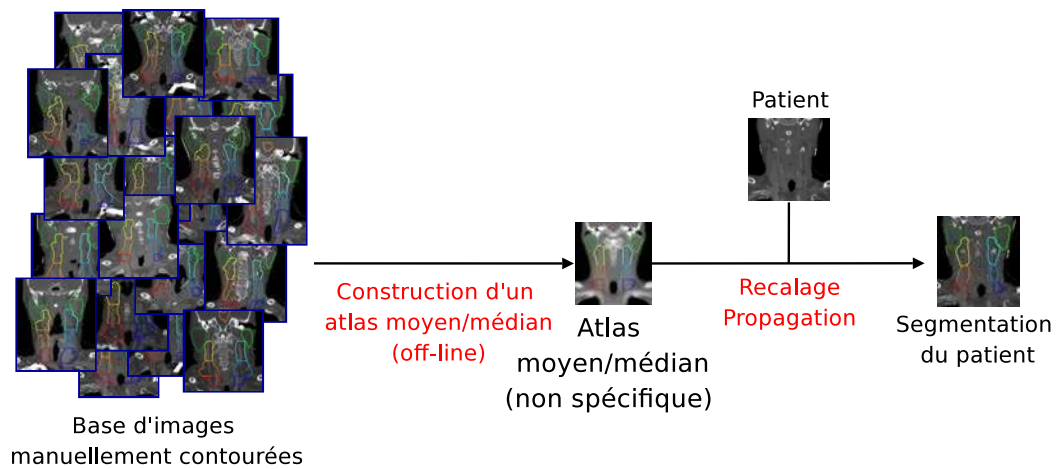 Base d'images
manuellement contourées
Construction d'un
atlas moyen/médian
(off-line)
Atlas
moyen/médian
(non spécifique)
Patient
Recalage
Propagation
Segmentation
du patient